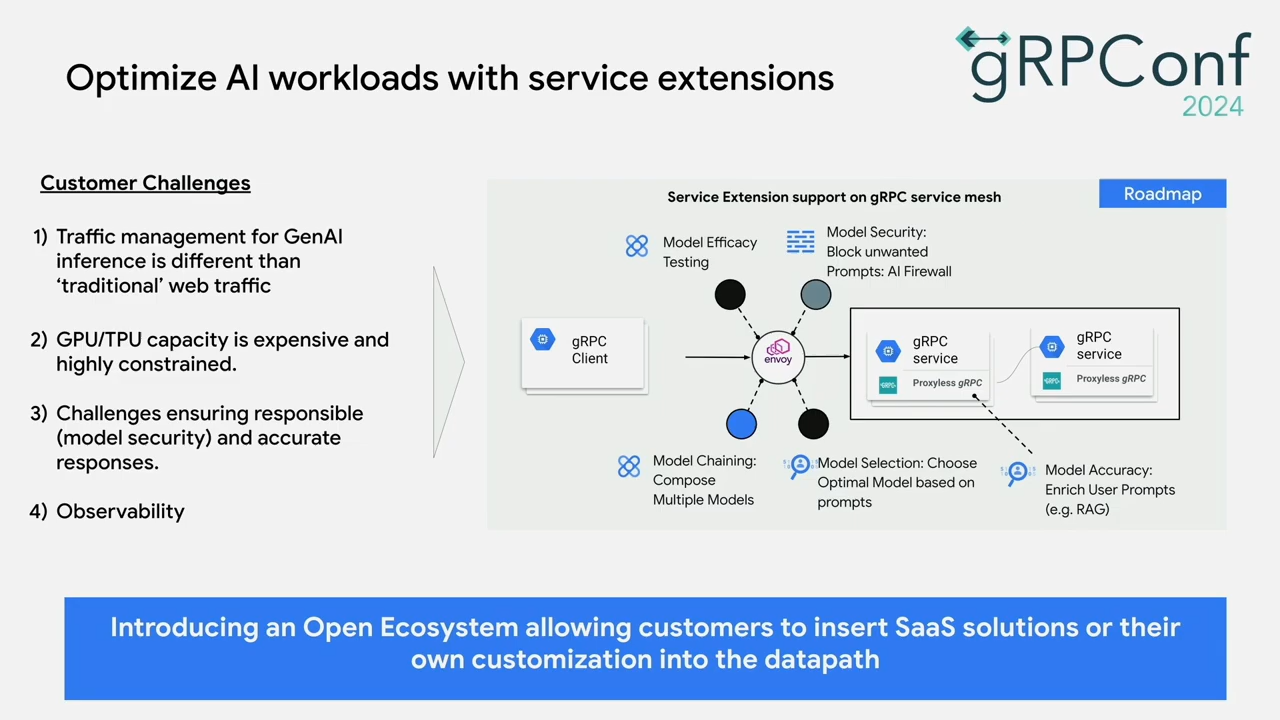 gRPConf
2024
Optimize AI workloads with service extensions
Customer Challenges
1) Traffic management for GenAI
inference is different than
‘traditional’ web traffic
2) GPU/TPU capacity is expensive and
highly constrained.
3) Challenges ensuring responsible
(model security) and accurate
responses.
4) Observability
Service Extension support on gRPC service mesh
Roadmap
Model Efficacy
Testing
Model Security:
Block unwanted
Prompts: AI Firewall
gRPC
Client
envoy
gRPC
service
Proxyless gRPC
gRPC
service
Proxyless gRPC
Model Chaining:
Compose
Multiple Models
Model Selection: Choose
Optimal Model based on
prompts
Model Accuracy:
Enrich User Prompts
(e.g. RAG)
Introducing an Open Ecosystem allowing customers to insert SaaS solutions or their
own customization into the datapath